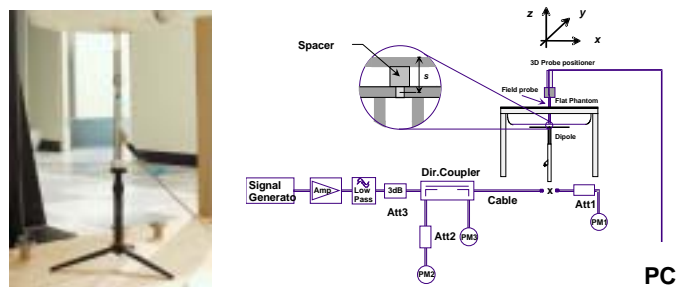 z
y
x
3D Probe positioner
Spacer
s
Field probe
Flat Phantom
Dipole
Signal
Generato
Amp
Low
Pass
3dB
Att3
Dir.Coupler
Cable
x
Att1
PM1
Att2
PM3
PM2
PC